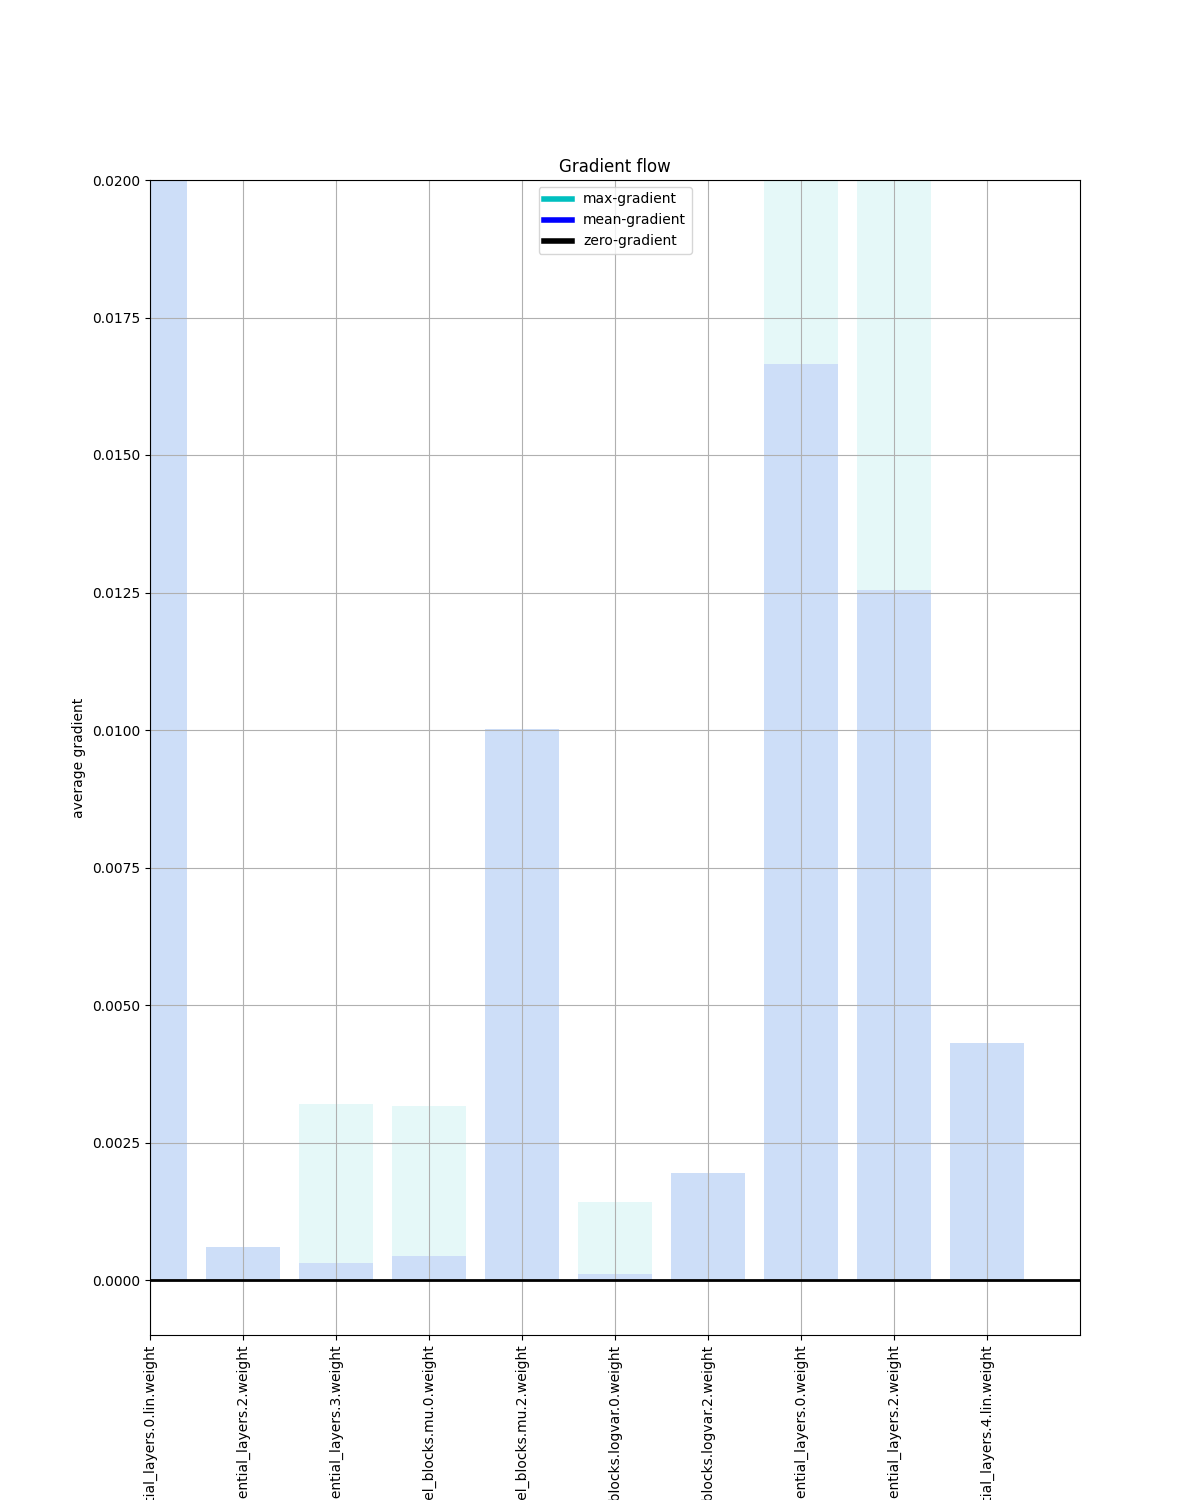 Gradient flow
max-gradient
mean-gradient
zero-gradient
0.0200
0.0175
0.0150
0.0125
0.0100
0.0075
0.0050
0.0025
0.0000
average gradient
tial_layers.0.lin.weight
ential_layers.2.weight
ential_layers.3.weight
el_blocks.mu.0.weight
el_blocks.mu.2.weight
blocks.logvar.0.weight
blocks.logvar.2.weight
ential_layers.0.weight
ential_layers.2.weight
tial_layers.4.lin.weight